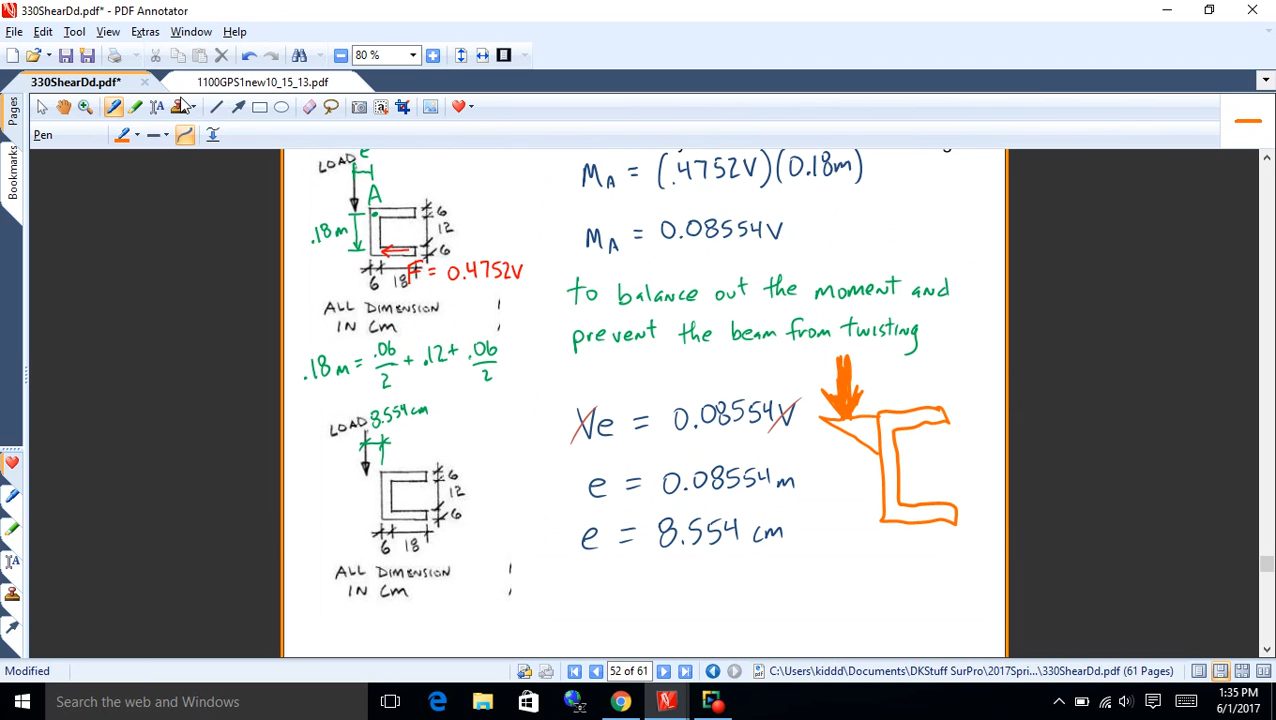 330ShearDd.pdf* - PDF Annotator
File Edit Tool View Extras Window Help
80 %
330ShearDd.pdf* 1100GPS1new10_15_13.pdf
Pen
Pages
Bookmarks
LOAD e
A
.18m
6
12
6
6 18
F = 0.4752V
ALL DIMENSION
IN Cm
.18m = .06/2 + .12 + .06/2
M_A = (.4752V)(0.18m)
M_A = 0.08554V
to balance out the moment and
prevent the beam from twisting
Ve = 0.08554V
e = 0.08554m
e = 8.554 cm
LOAD 8.554cm
6
12
6
6 18
ALL DIMENSION
IN Cm
Modified
52 of 61
C:\Users\kiddd\Documents\DKStuff SurPro\2017Spri...\330ShearDd.pdf (61 Pages)
Search the web and Windows
1:35 PM
6/1/2017